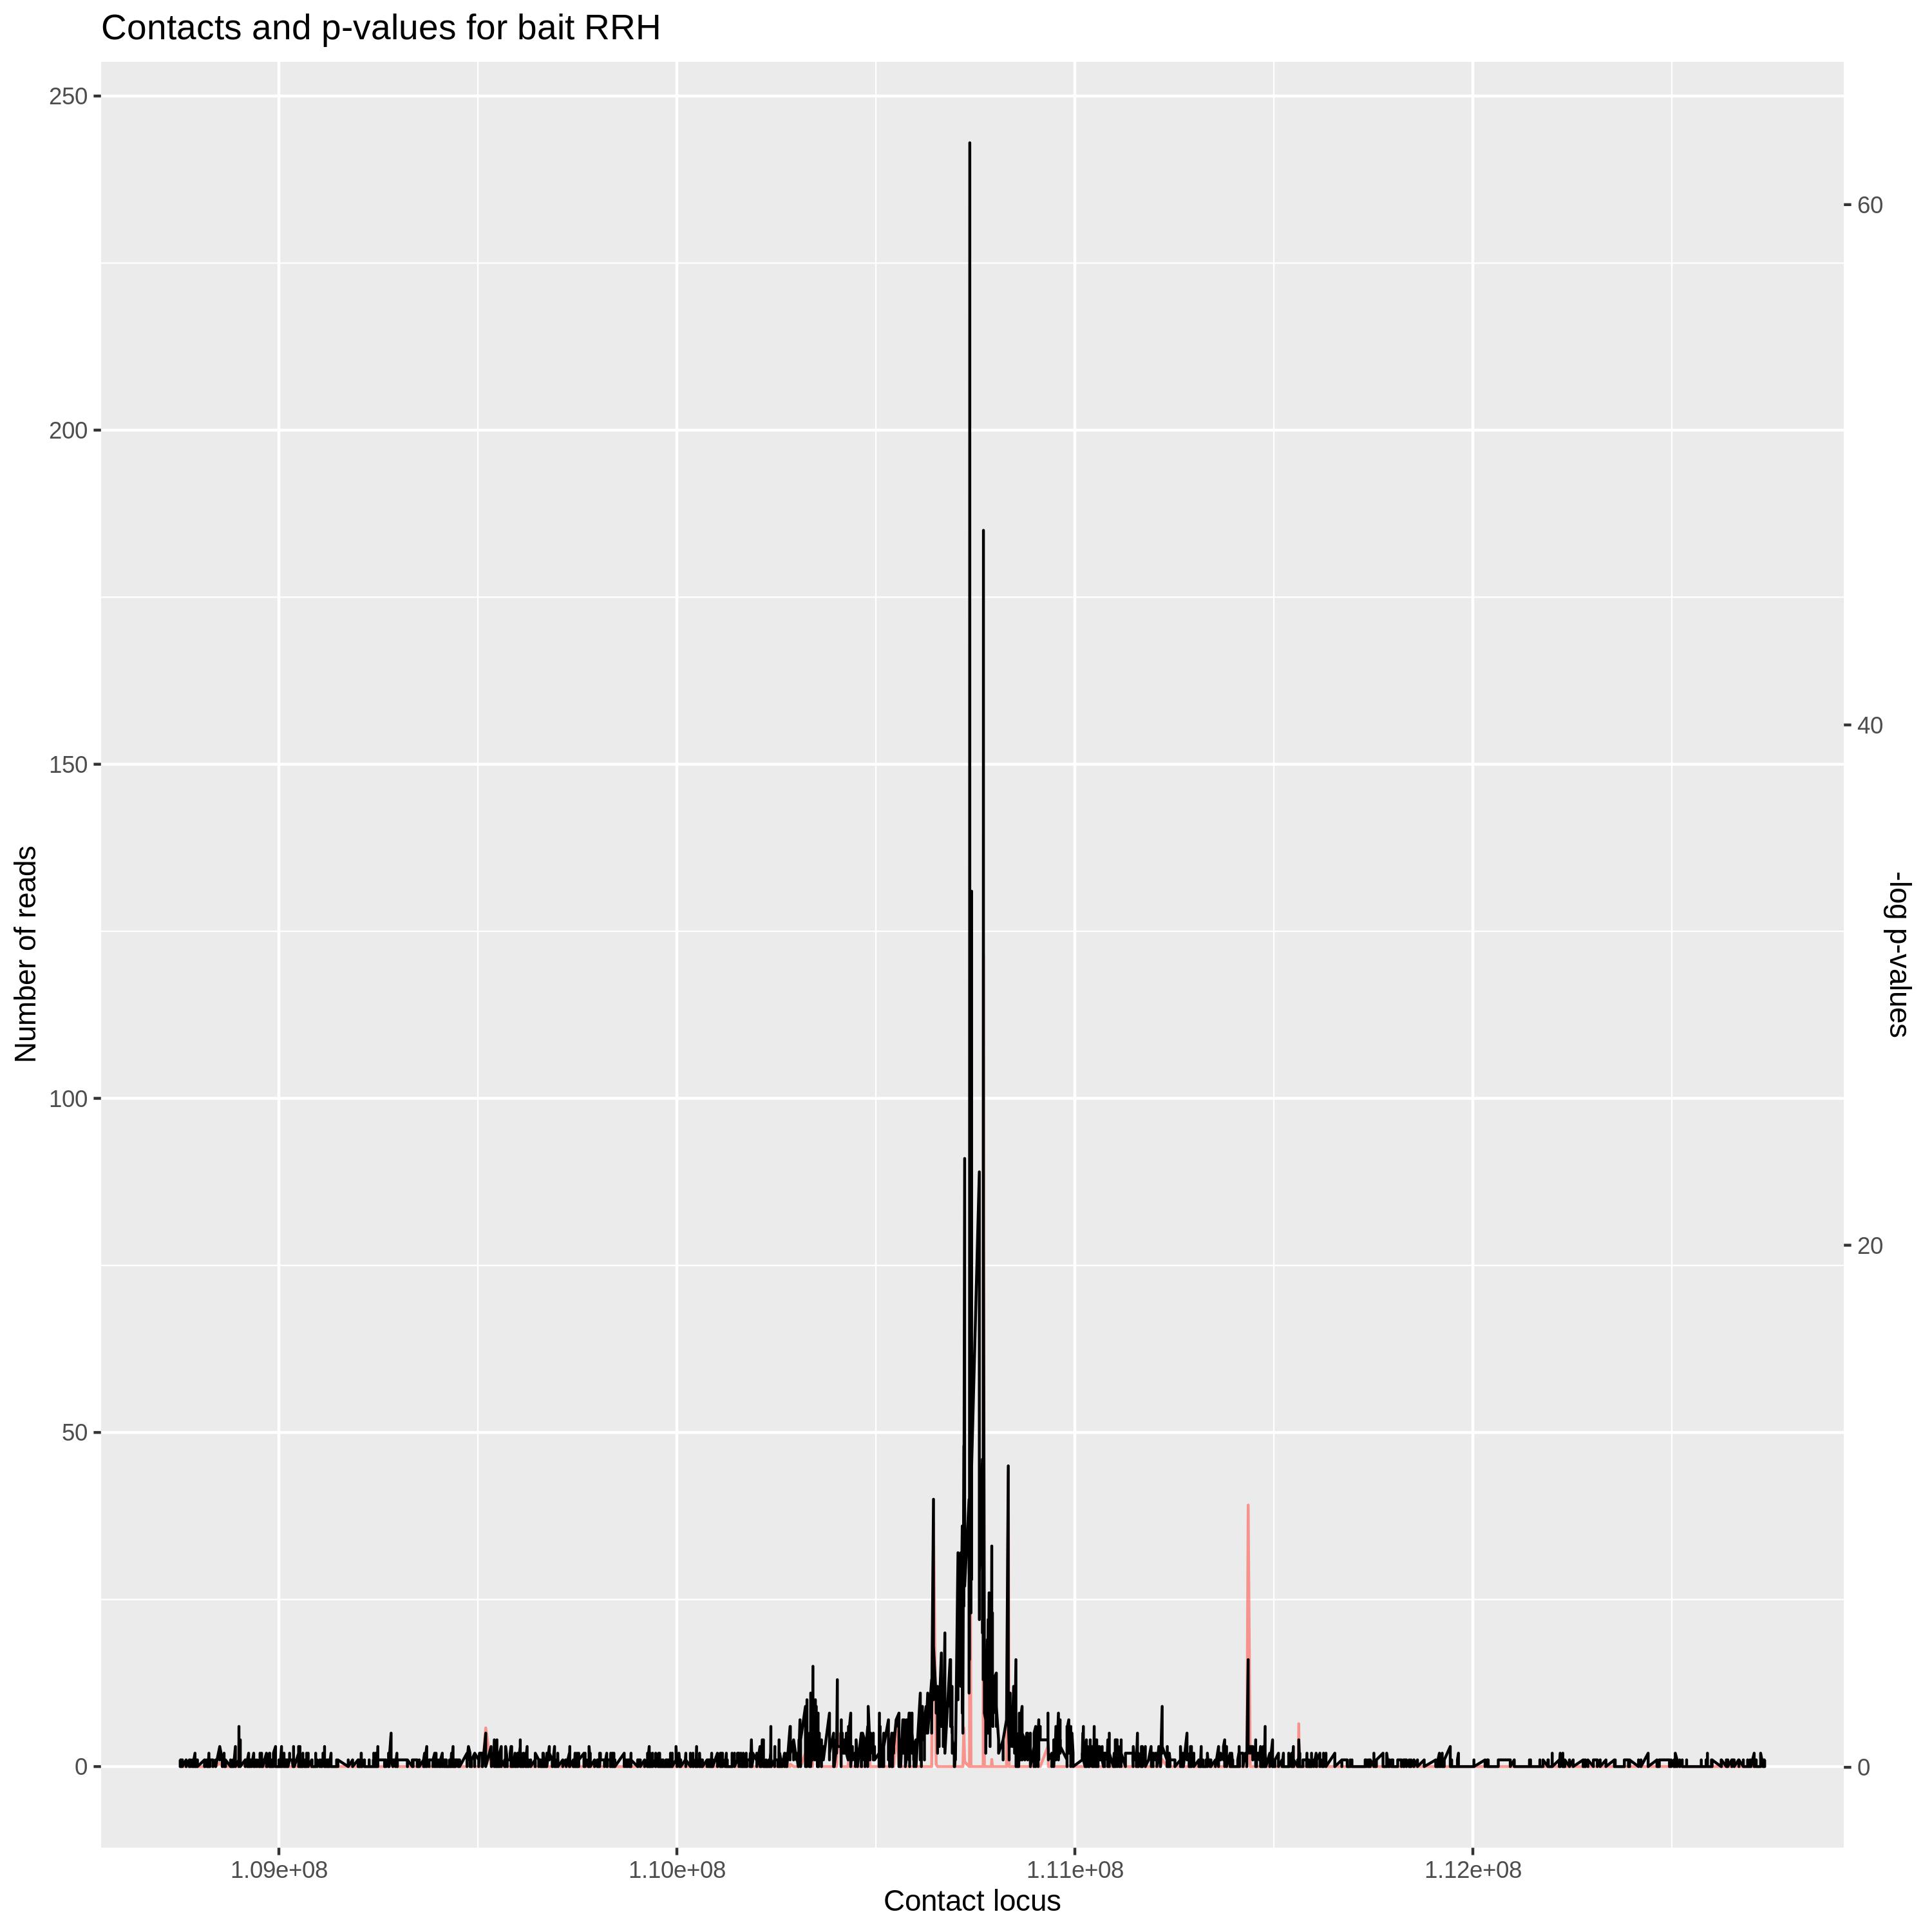 Contacts and p-values for bait RRH
250
200
150
100
50
0
60
40
20
0
Number of reads
-log p-values
1.09e+08
1.10e+08
1.11e+08
1.12e+08
Contact locus